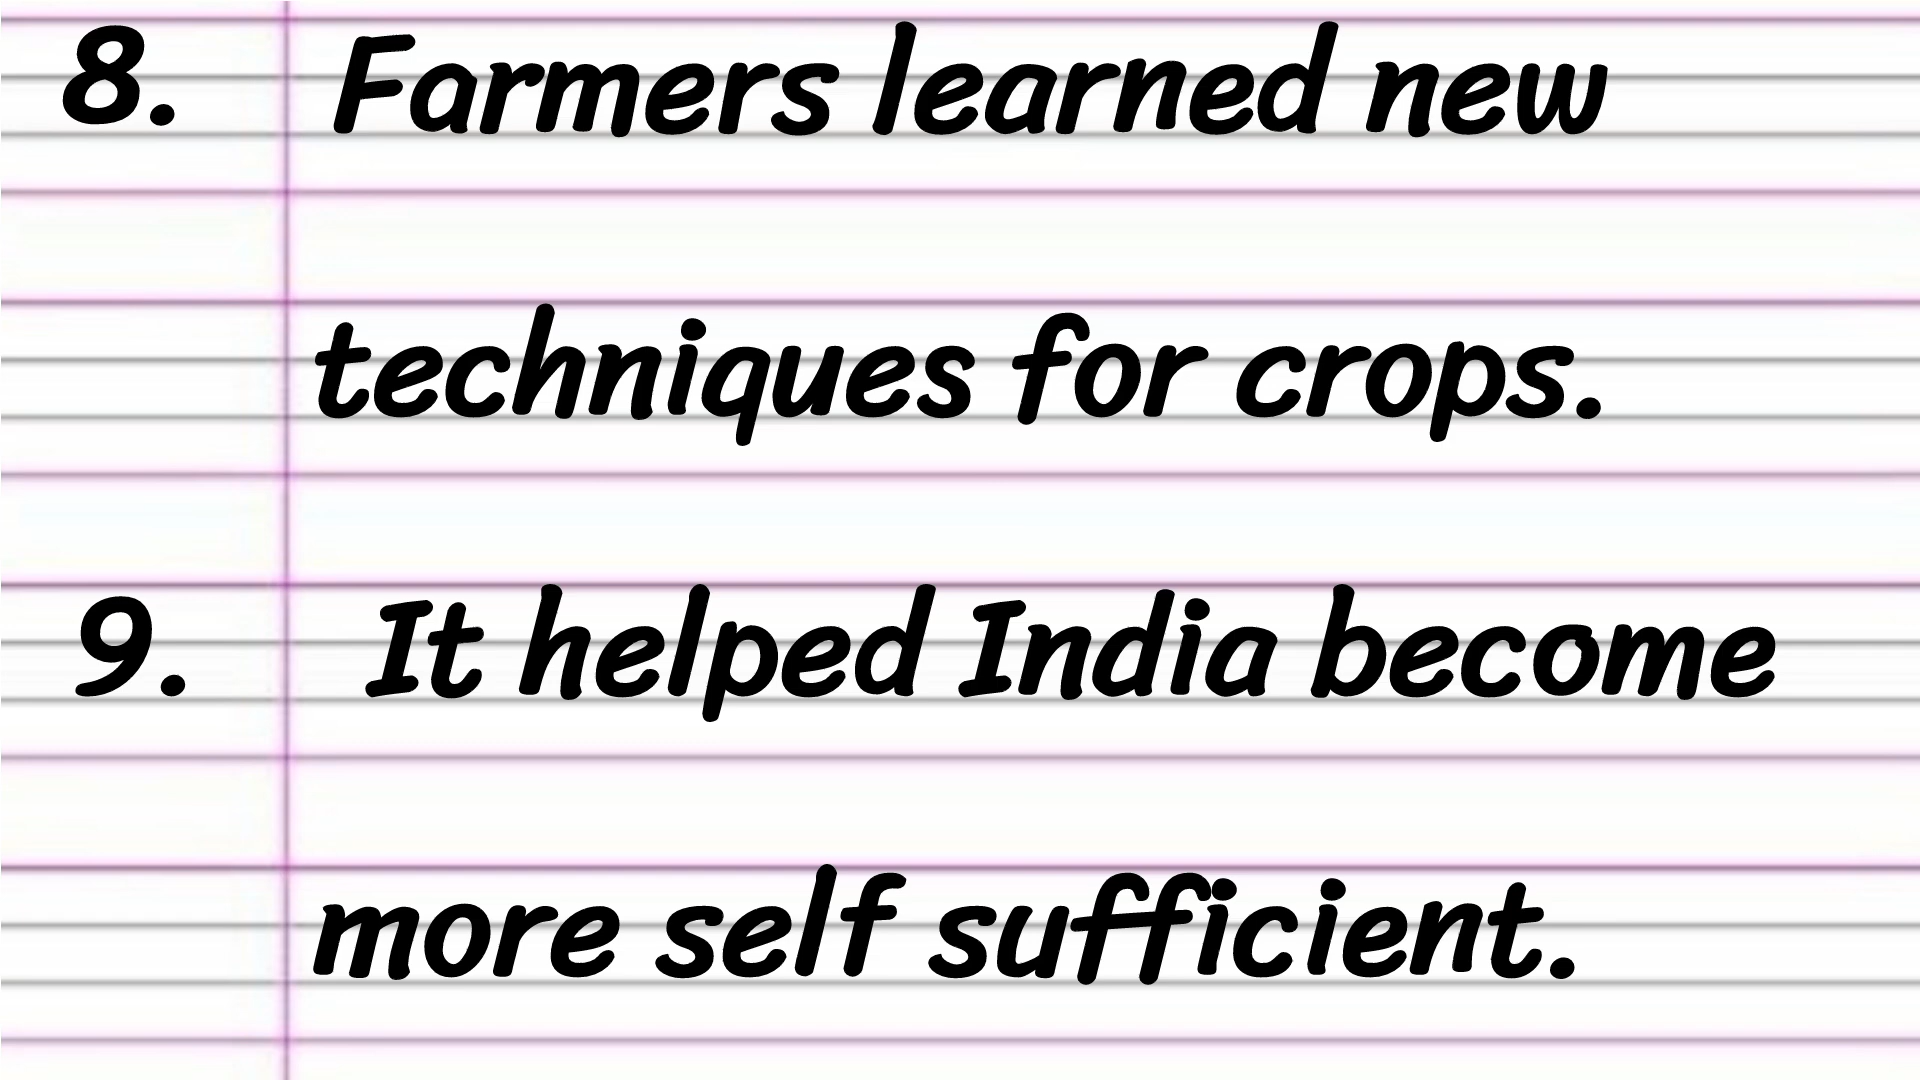 8. Farmers learned new
techniques for crops.
9. It helped India become
more self sufficient.